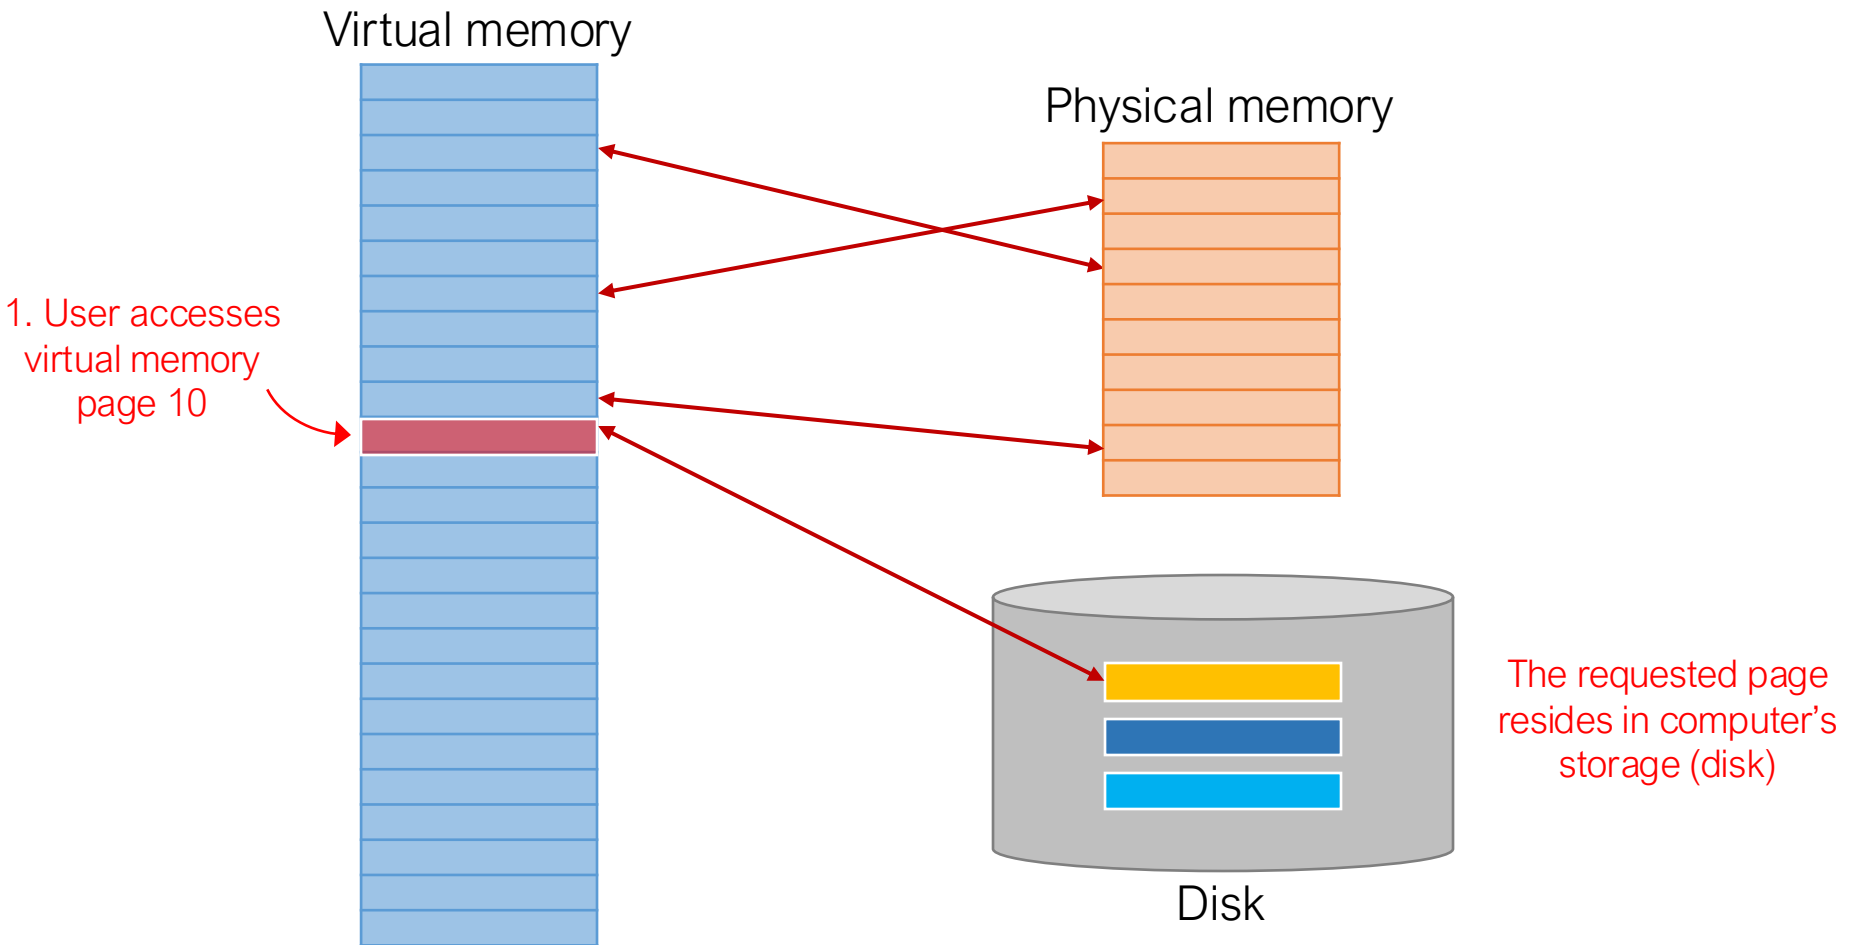 Virtual memory
Physical memory
1. User accesses
virtual memory
page 10
The requested page
resides in computer’s
storage (disk)
Disk